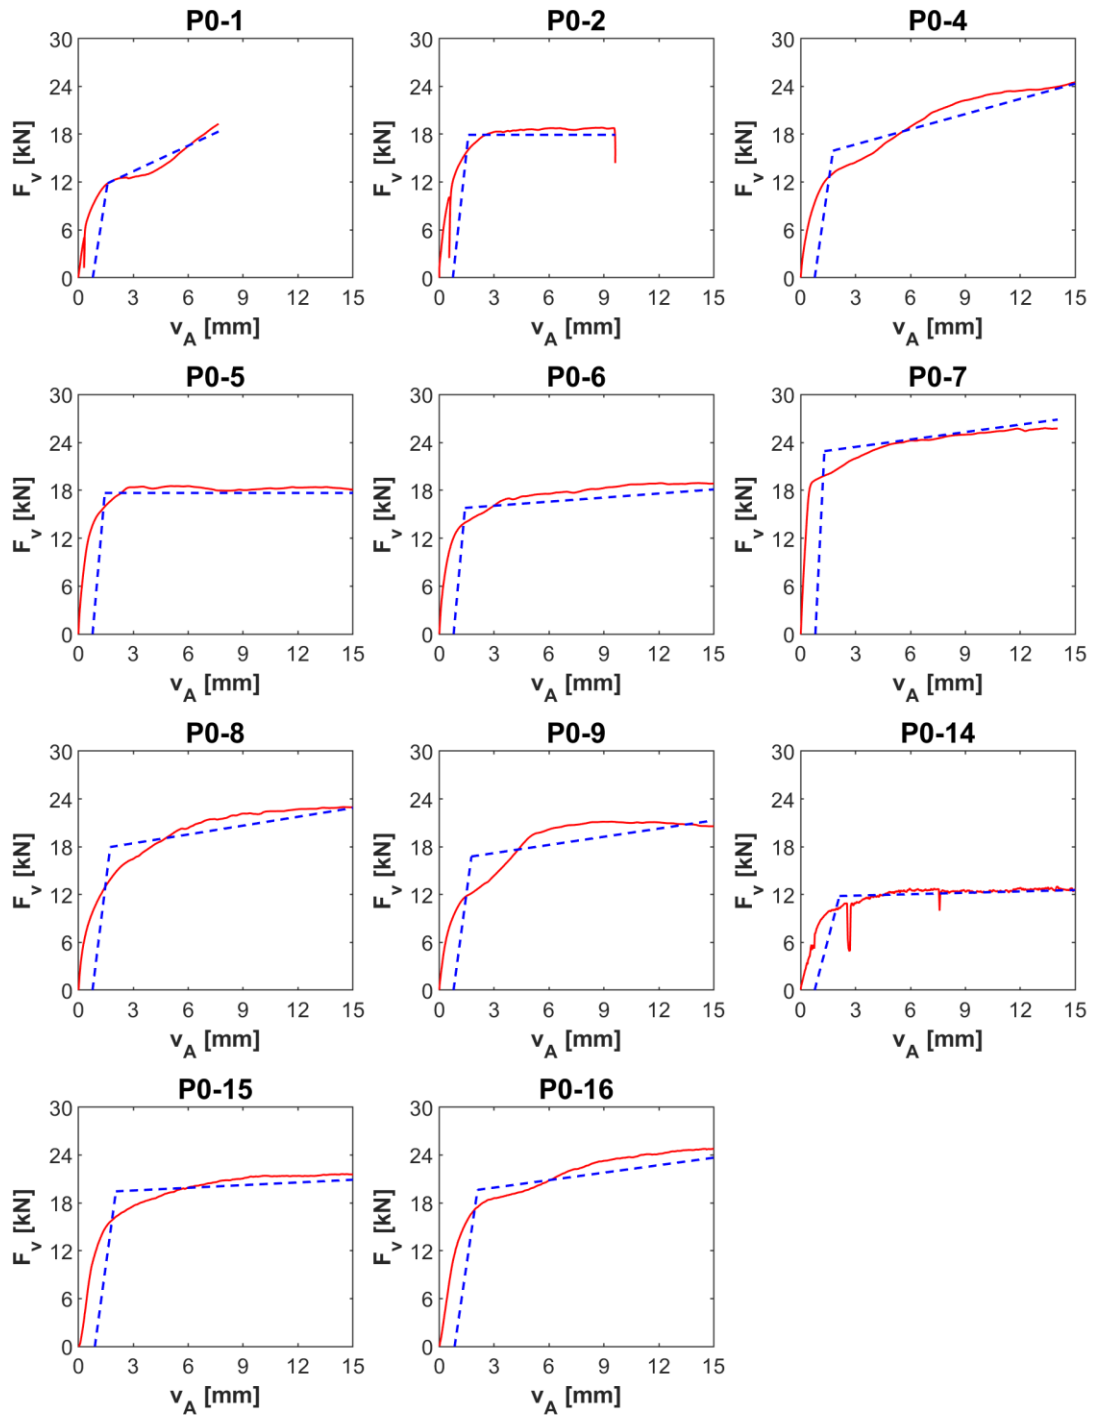 P0-1 P0-2 P0-4
30 30 30
24 24 24
18 18 18
12 12 12
6 6 6
0 0 0
F_v [kN] F_v [kN] F_v [kN]
0 3 6 9 12 15 0 3 6 9 12 15 0 3 6 9 12 15
v_A [mm] v_A [mm] v_A [mm]
P0-5 P0-6 P0-7
30 30 30
24 24 24
18 18 18
12 12 12
6 6 6
0 0 0
F_v [kN] F_v [kN] F_v [kN]
0 3 6 9 12 15 0 3 6 9 12 15 0 3 6 9 12 15
v_A [mm] v_A [mm] v_A [mm]
P0-8 P0-9 P0-14
30 30 30
24 24 24
18 18 18
12 12 12
6 6 6
0 0 0
F_v [kN] F_v [kN] F_v [kN]
0 3 6 9 12 15 0 3 6 9 12 15 0 3 6 9 12 15
v_A [mm] v_A [mm] v_A [mm]
P0-15 P0-16
30 30
24 24
18 18
12 12
6 6
0 0
F_v [kN] F_v [kN]
0 3 6 9 12 15 0 3 6 9 12 15
v_A [mm] v_A [mm]